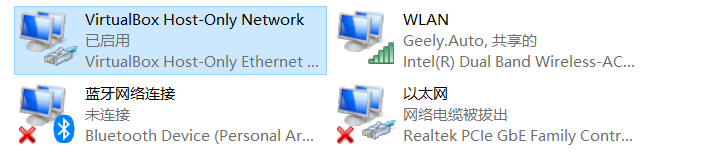 VirtualBox Host-Only Network
已启用
VirtualBox Host-Only Ethernet ...
WLAN
Geely.Auto, 共享的
Intel(R) Dual Band Wireless-AC...
蓝牙网络连接
未连接
Bluetooth Device (Personal Ar...
以太网
网络电缆被拔出
Realtek PCIe GbE Family Contr...